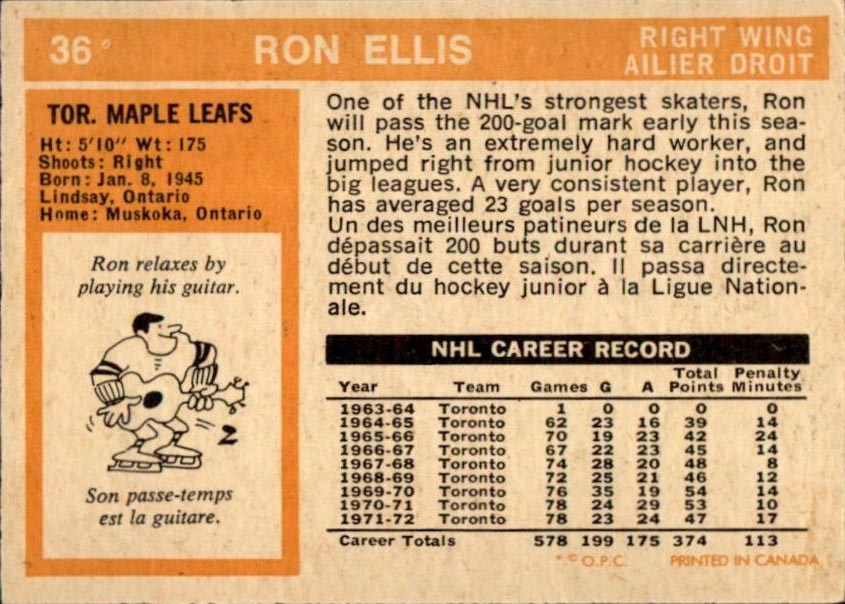 36
RON ELLIS
RIGHT WING
AILIER DROIT
TOR. MAPLE LEAFS
Ht: 5'10" Wt: 175
Shoots: Right
Born: Jan. 8, 1945
Lindsay, Ontario
Home: Muskoka, Ontario
Ron relaxes by
playing his guitar.
Z
Son passe-temps
est la guitare.
One of the NHL's strongest skaters, Ron
will pass the 200-goal mark early this sea-
son. He's an extremely hard worker, and
jumped right from junior hockey into the
big leagues. A very consistent player, Ron
has averaged 23 goals per season.
Un des meilleurs patineurs de la LNH, Ron
dépassait 200 buts durant sa carrière au
début de cette saison. Il passa directe-
ment du hockey junior à la Ligue Nation-
ale.
NHL CAREER RECORD
Year Team Games G A Total Points Penalty Minutes
1963-64 Toronto 1 0 0 0 0
1964-65 Toronto 62 23 16 39 14
1965-66 Toronto 70 19 23 42 24
1966-67 Toronto 67 22 23 45 14
1967-68 Toronto 74 28 20 48 8
1968-69 Toronto 72 25 21 46 12
1969-70 Toronto 76 35 19 54 14
1970-71 Toronto 78 24 29 53 10
1971-72 Toronto 78 23 24 47 17
Career Totals 578 199 175 374 113
* © O.P.C. PRINTED IN CANADA